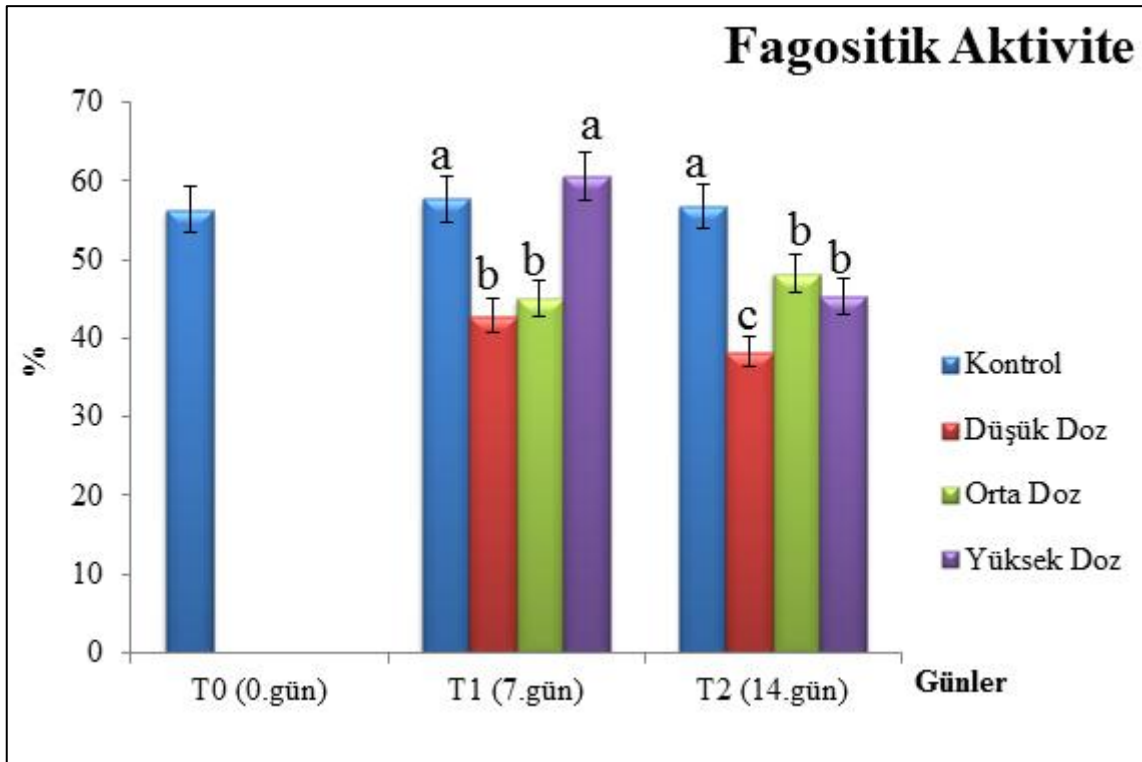 Fagositik Aktivite
70
60
50
40
30
20
10
0
%
a
b
b
a
a
c
b
b
T0 (0.gün)
T1 (7.gün)
T2 (14.gün)
Günler
Kontrol
Düşük Doz
Orta Doz
Yüksek Doz